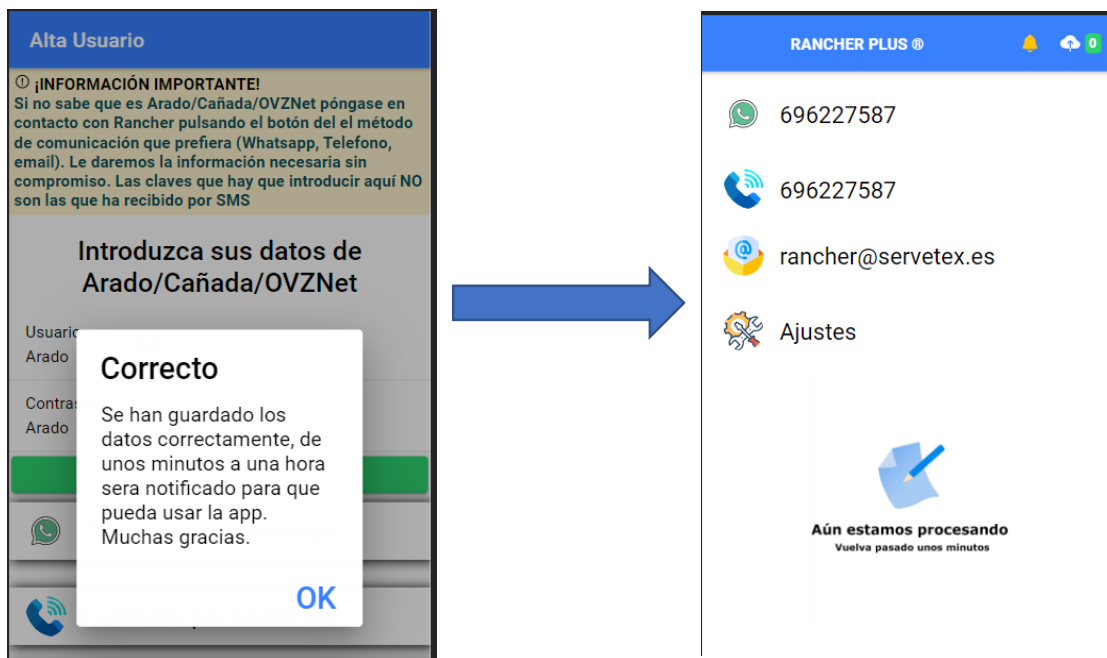 Alta Usuario
¡INFORMACIÓN IMPORTANTE!
Si no sabe que es Arado/Cañada/OVZNet póngase en
contacto con Rancher pulsando el botón del el método
de comunicación que prefiera (Whatsapp, Telefono,
email). Le daremos la información necesaria sin
compromiso. Las claves que hay que introducir aquí NO
son las que ha recibido por SMS
Introduzca sus datos de
Arado/Cañada/OVZNet
Usuario
Arado
Arado
Correcto
Se han guardado los
datos correctamente, de
unos minutos a una hora
sera notificado para que
pueda usar la app.
Muchas gracias.
OK
RANCHER PLUS ®
0
696227587
696227587
rancher@servetex.es
Ajustes
Aún estamos procesando
Vuelva pasado unos minutos